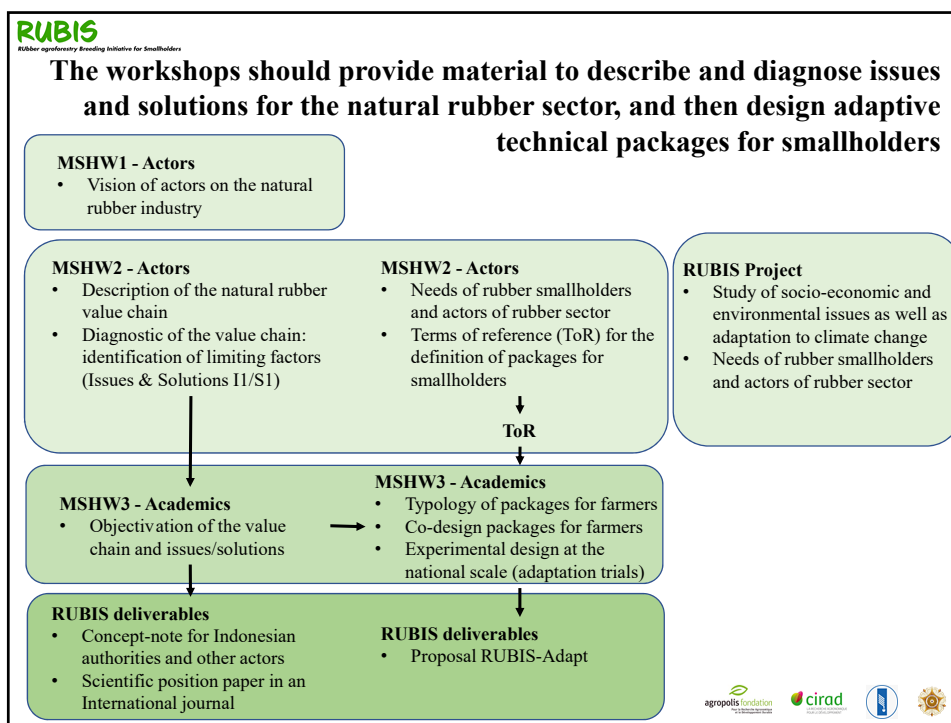 RUBIS
RUbber agroforestry Breeding Initiative for Smallholders
The workshops should provide material to describe and diagnose issues
and solutions for the natural rubber sector, and then design adaptive
technical packages for smallholders
MSHW1 - Actors
• Vision of actors on the natural
rubber industry
MSHW2 - Actors
• Description of the natural rubber
value chain
• Diagnostic of the value chain:
identification of limiting factors
(Issues & Solutions I1/S1)
MSHW2 - Actors
• Needs of rubber smallholders
and actors of rubber sector
• Terms of reference (ToR) for the
definition of packages for
smallholders
ToR
RUBIS Project
• Study of socio-economic and
environmental issues as well as
adaptation to climate change
• Needs of rubber smallholders
and actors of rubber sector
MSHW3 - Academics
• Objectivation of the value
chain and issues/solutions
MSHW3 - Academics
• Typology of packages for farmers
• Co-design packages for farmers
• Experimental design at the
national scale (adaptation trials)
RUBIS deliverables
• Concept-note for Indonesian
authorities and other actors
• Scientific position paper in an
International journal
RUBIS deliverables
• Proposal RUBIS-Adapt
agropolis fondation
cirad